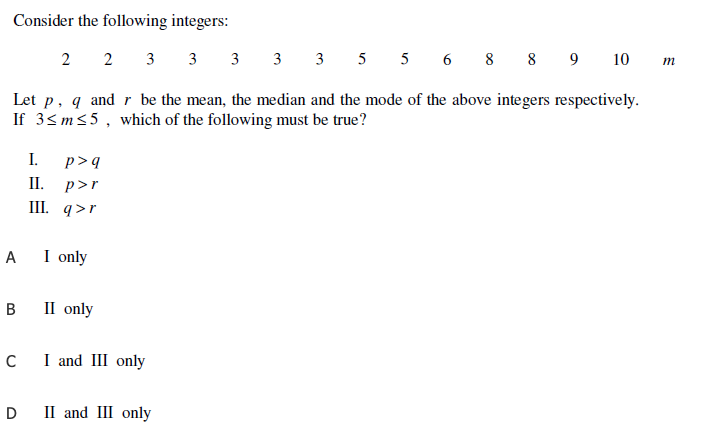 Consider the following integers:
2 2 3 3 3 3 3 5 5 6 8 8 9 10 m
Let p , q and r be the mean, the median and the mode of the above integers respectively.
If 3≤m≤5 , which of the following must be true?
I. p>q
II. p>r
III. q>r
A I only
B II only
C I and III only
D II and III only